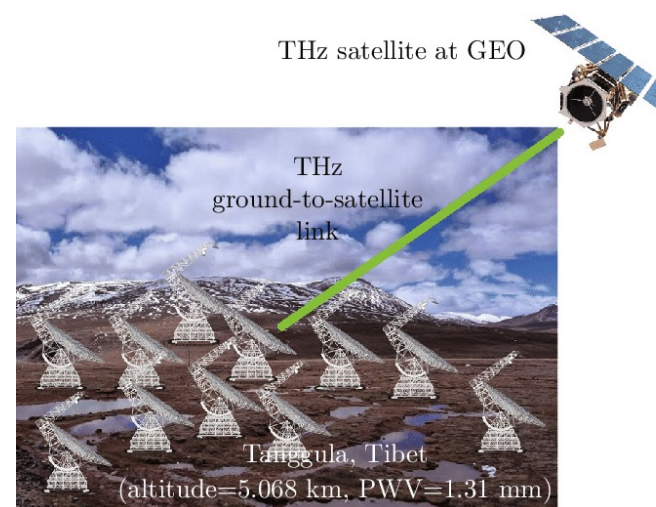 THz satellite at GEO
THz
ground-to-satellite
link
Tanggula, Tibet
(altitude=5.068 km, PWV=1.31 mm)